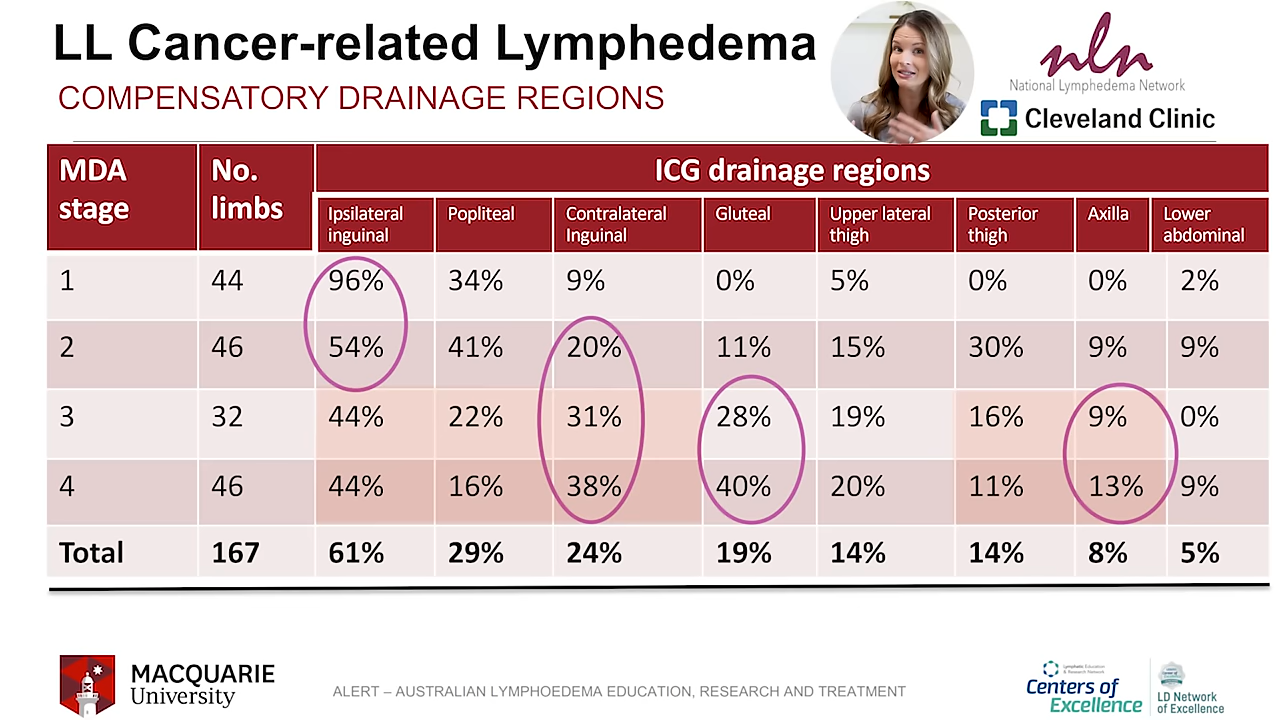 LL Cancer-related Lymphedema
COMPENSATORY DRAINAGE REGIONS
nln
National Lymphedema Network
Cleveland Clinic
MDA stage No. limbs ICG drainage regions
Ipsilateral inguinal Popliteal Contralateral Inguinal Gluteal Upper lateral thigh Posterior thigh Axilla Lower abdominal
1 44 96% 34% 9% 0% 5% 0% 0% 2%
2 46 54% 41% 20% 11% 15% 30% 9% 9%
3 32 44% 22% 31% 28% 19% 16% 9% 0%
4 46 44% 16% 38% 40% 20% 11% 13% 9%
Total 167 61% 29% 24% 19% 14% 14% 8% 5%
MACQUARIE
University
ALERT – AUSTRALIAN LYMPHOEDEMA EDUCATION, RESEARCH AND TREATMENT
Lymphatic Education
& Research Network
Centers of
Excellence
LD Network
of Excellence